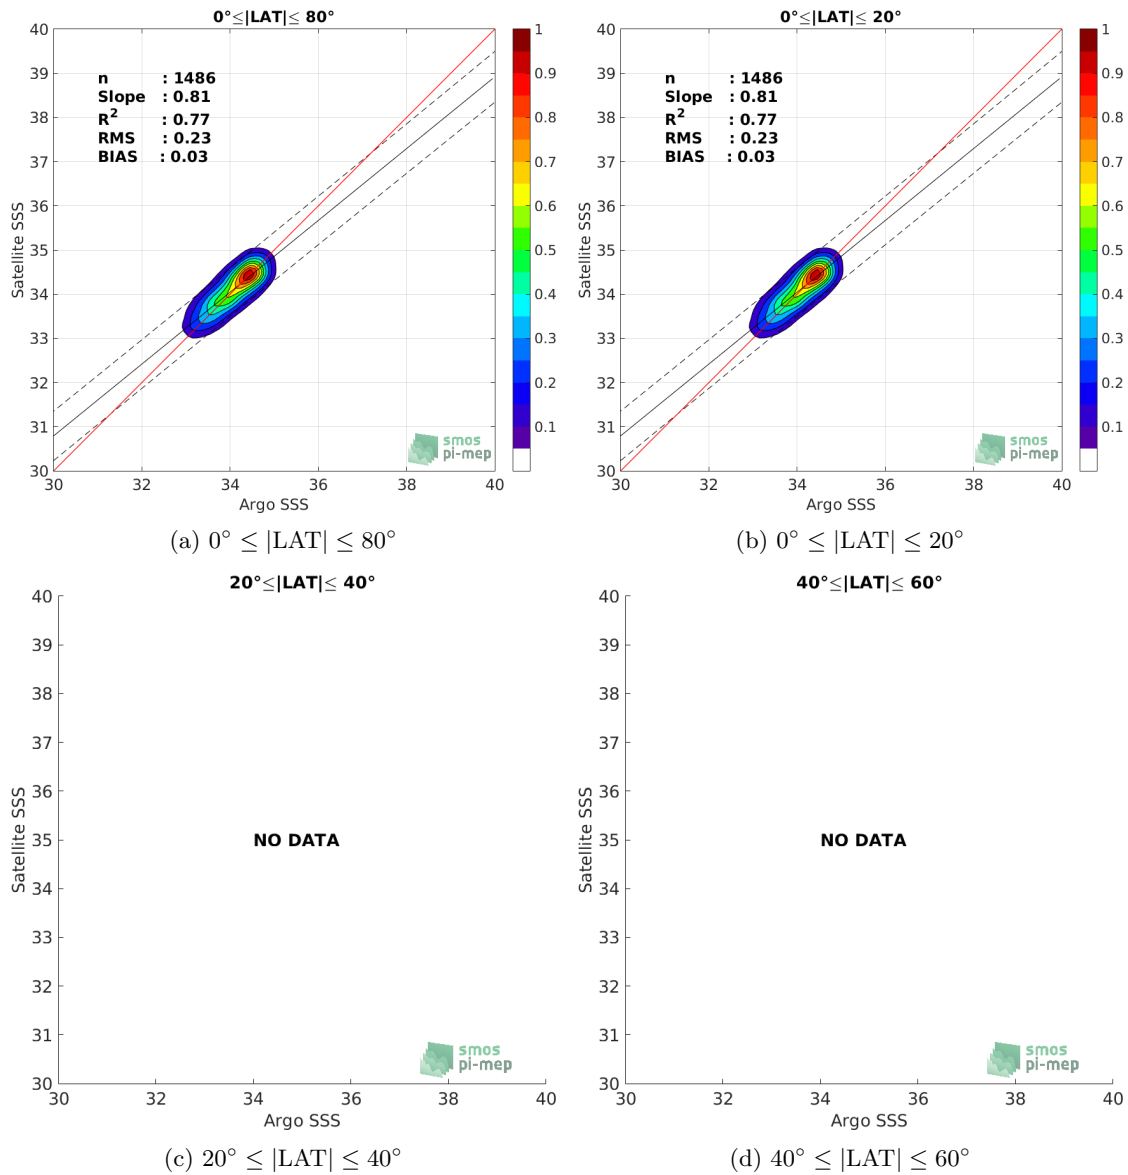 0°≤|LAT|≤ 80°
40
39
38
37
36
35
34
33
32
31
30
Satellite SSS
n : 1486
Slope : 0.81
R² : 0.77
RMS : 0.23
BIAS : 0.03
smos
pi-mep
30 32 34 36 38 40
Argo SSS
1
0.9
0.8
0.7
0.6
0.5
0.4
0.3
0.2
0.1
(a) 0° ≤ |LAT| ≤ 80°
0°≤|LAT|≤ 20°
40
39
38
37
36
35
34
33
32
31
30
Satellite SSS
n : 1486
Slope : 0.81
R² : 0.77
RMS : 0.23
BIAS : 0.03
smos
pi-mep
30 32 34 36 38 40
Argo SSS
1
0.9
0.8
0.7
0.6
0.5
0.4
0.3
0.2
0.1
(b) 0° ≤ |LAT| ≤ 20°
20°≤|LAT|≤ 40°
40
39
38
37
36
35
34
33
32
31
30
Satellite SSS
NO DATA
smos
pi-mep
30 32 34 36 38 40
Argo SSS
(c) 20° ≤ |LAT| ≤ 40°
40°≤|LAT|≤ 60°
40
39
38
37
36
35
34
33
32
31
30
Satellite SSS
NO DATA
smos
pi-mep
30 32 34 36 38 40
Argo SSS
(d) 40° ≤ |LAT| ≤ 60°